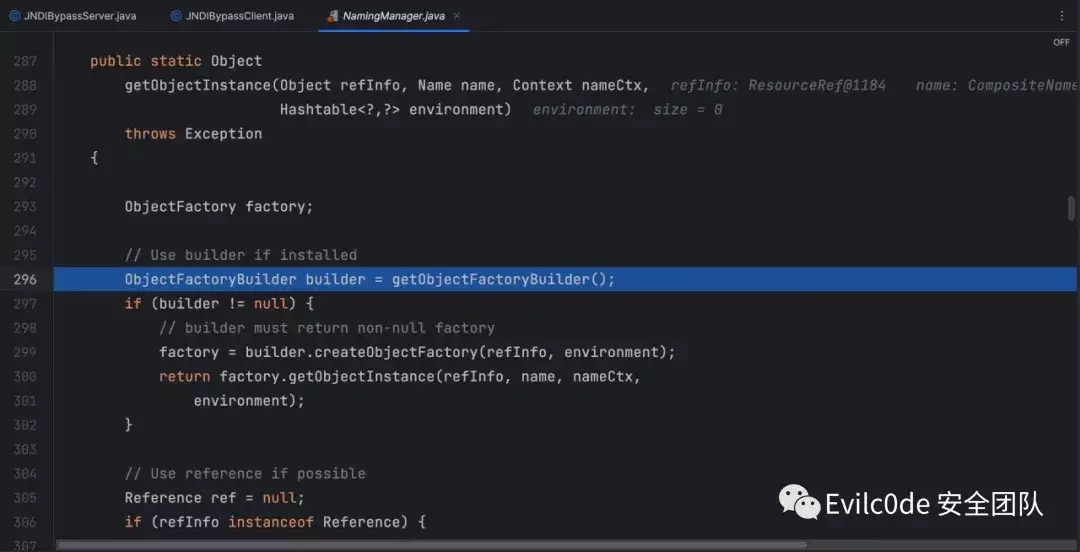 JNDIBypassServer.java JNDIBypassClient.java NamingManager.java
OFF
287 public static Object
288 getObjectInstance(Object refInfo, Name name, Context nameCtx, refInfo: ResourceRef@1184 name: CompositeName
289 Hashtable<?,?> environment) environment: size = 0
290 throws Exception
291 {
292
293 ObjectFactory factory;
294
295 // Use builder if installed
296 ObjectFactoryBuilder builder = getObjectFactoryBuilder();
297 if (builder != null) {
298 // builder must return non-null factory
299 factory = builder.createObjectFactory(refInfo, environment);
300 return factory.getObjectInstance(refInfo, name, nameCtx,
301 environment);
302 }
303
304 // Use reference if possible
305 Reference ref = null;
306 if (refInfo instanceof Reference) {
307
Evilc0de 安全团队